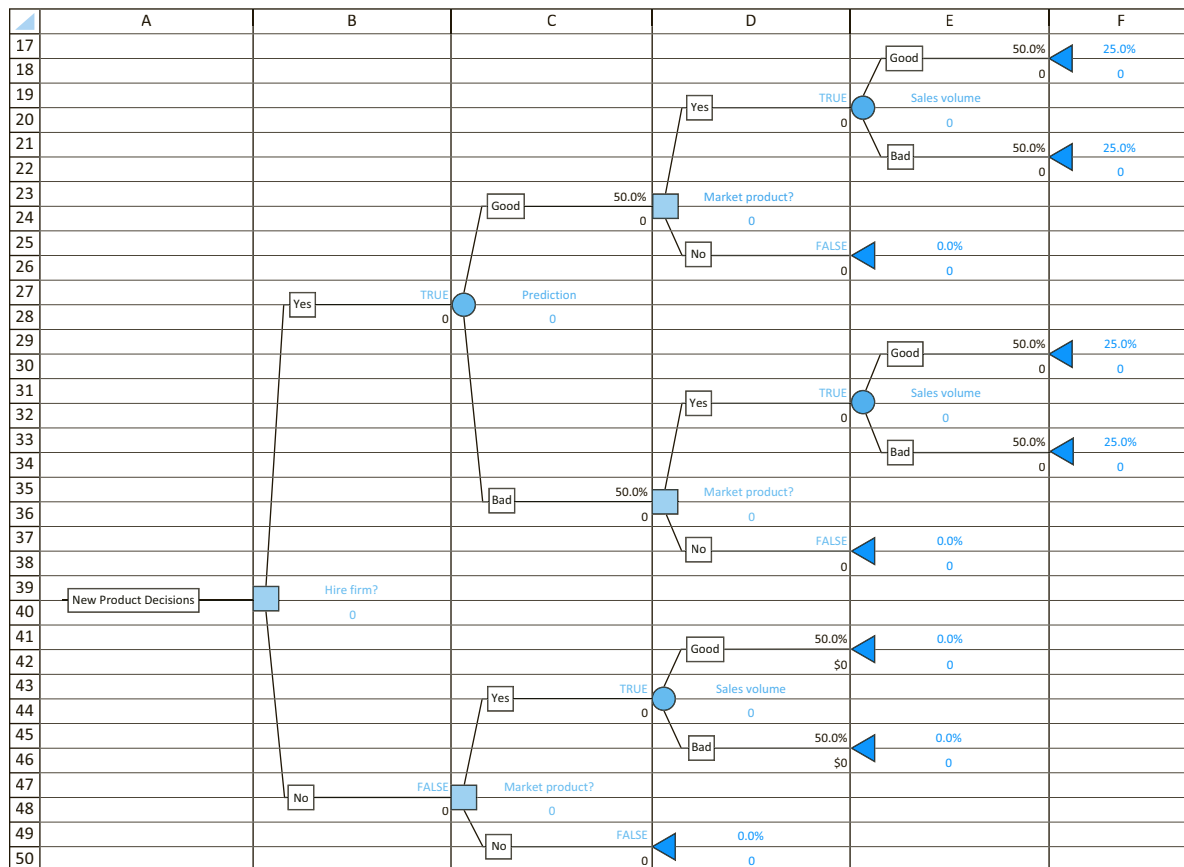 A B C D E F
17 50.0% 25.0%
Good
18 0 0
19 TRUE Sales volume
Yes
20 0 0
21 50.0% 25.0%
Bad
22 0 0
23 50.0% Market product?
Good
24 0 0
25 FALSE 0.0%
No
26 0 0
27 TRUE Prediction
Yes
28 0 0
29 50.0% 25.0%
Good
30 0 0
31 TRUE Sales volume
Yes
32 0 0
33 50.0% 25.0%
Bad
34 0 0
35 50.0% Market product?
Bad
36 0 0
37 FALSE 0.0%
No
38 0 0
39 Hire firm?
New Product Decisions
40 0
41 50.0% 0.0%
Good
42 $0 0
43 TRUE Sales volume
Yes
44 0 0
45 50.0% 0.0%
Bad
46 $0 0
47 FALSE Market product?
No
48 0 0
49 FALSE 0.0%
No
50 0 0